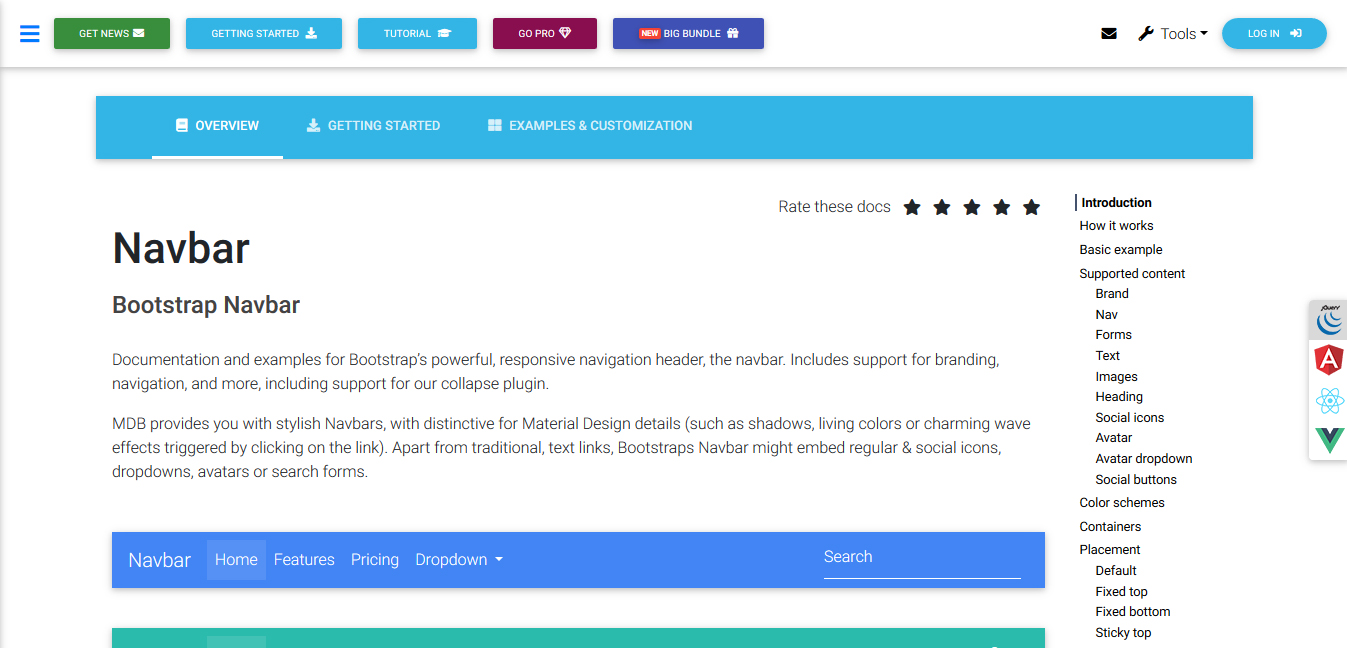 GET NEWS
GETTING STARTED
TUTORIAL
GO PRO
NEW BIG BUNDLE
Tools
LOG IN
OVERVIEW
GETTING STARTED
EXAMPLES & CUSTOMIZATION
Rate these docs
Navbar
Bootstrap Navbar
Documentation and examples for Bootstrap's powerful, responsive navigation header, the navbar. Includes support for branding,
navigation, and more, including support for our collapse plugin.
MDB provides you with stylish Navbars, with distinctive for Material Design details (such as shadows, living colors or charming wave
effects triggered by clicking on the link). Apart from traditional, text links, Bootstraps Navbar might embed regular & social icons,
dropdowns, avatars or search forms.
Navbar
Home
Features
Pricing
Dropdown
Search
Introduction
How it works
Basic example
Supported content
Brand
Nav
Forms
Text
Images
Heading
Social icons
Avatar
Avatar dropdown
Social buttons
Color schemes
Containers
Placement
Default
Fixed top
Fixed bottom
Sticky top
jQuery